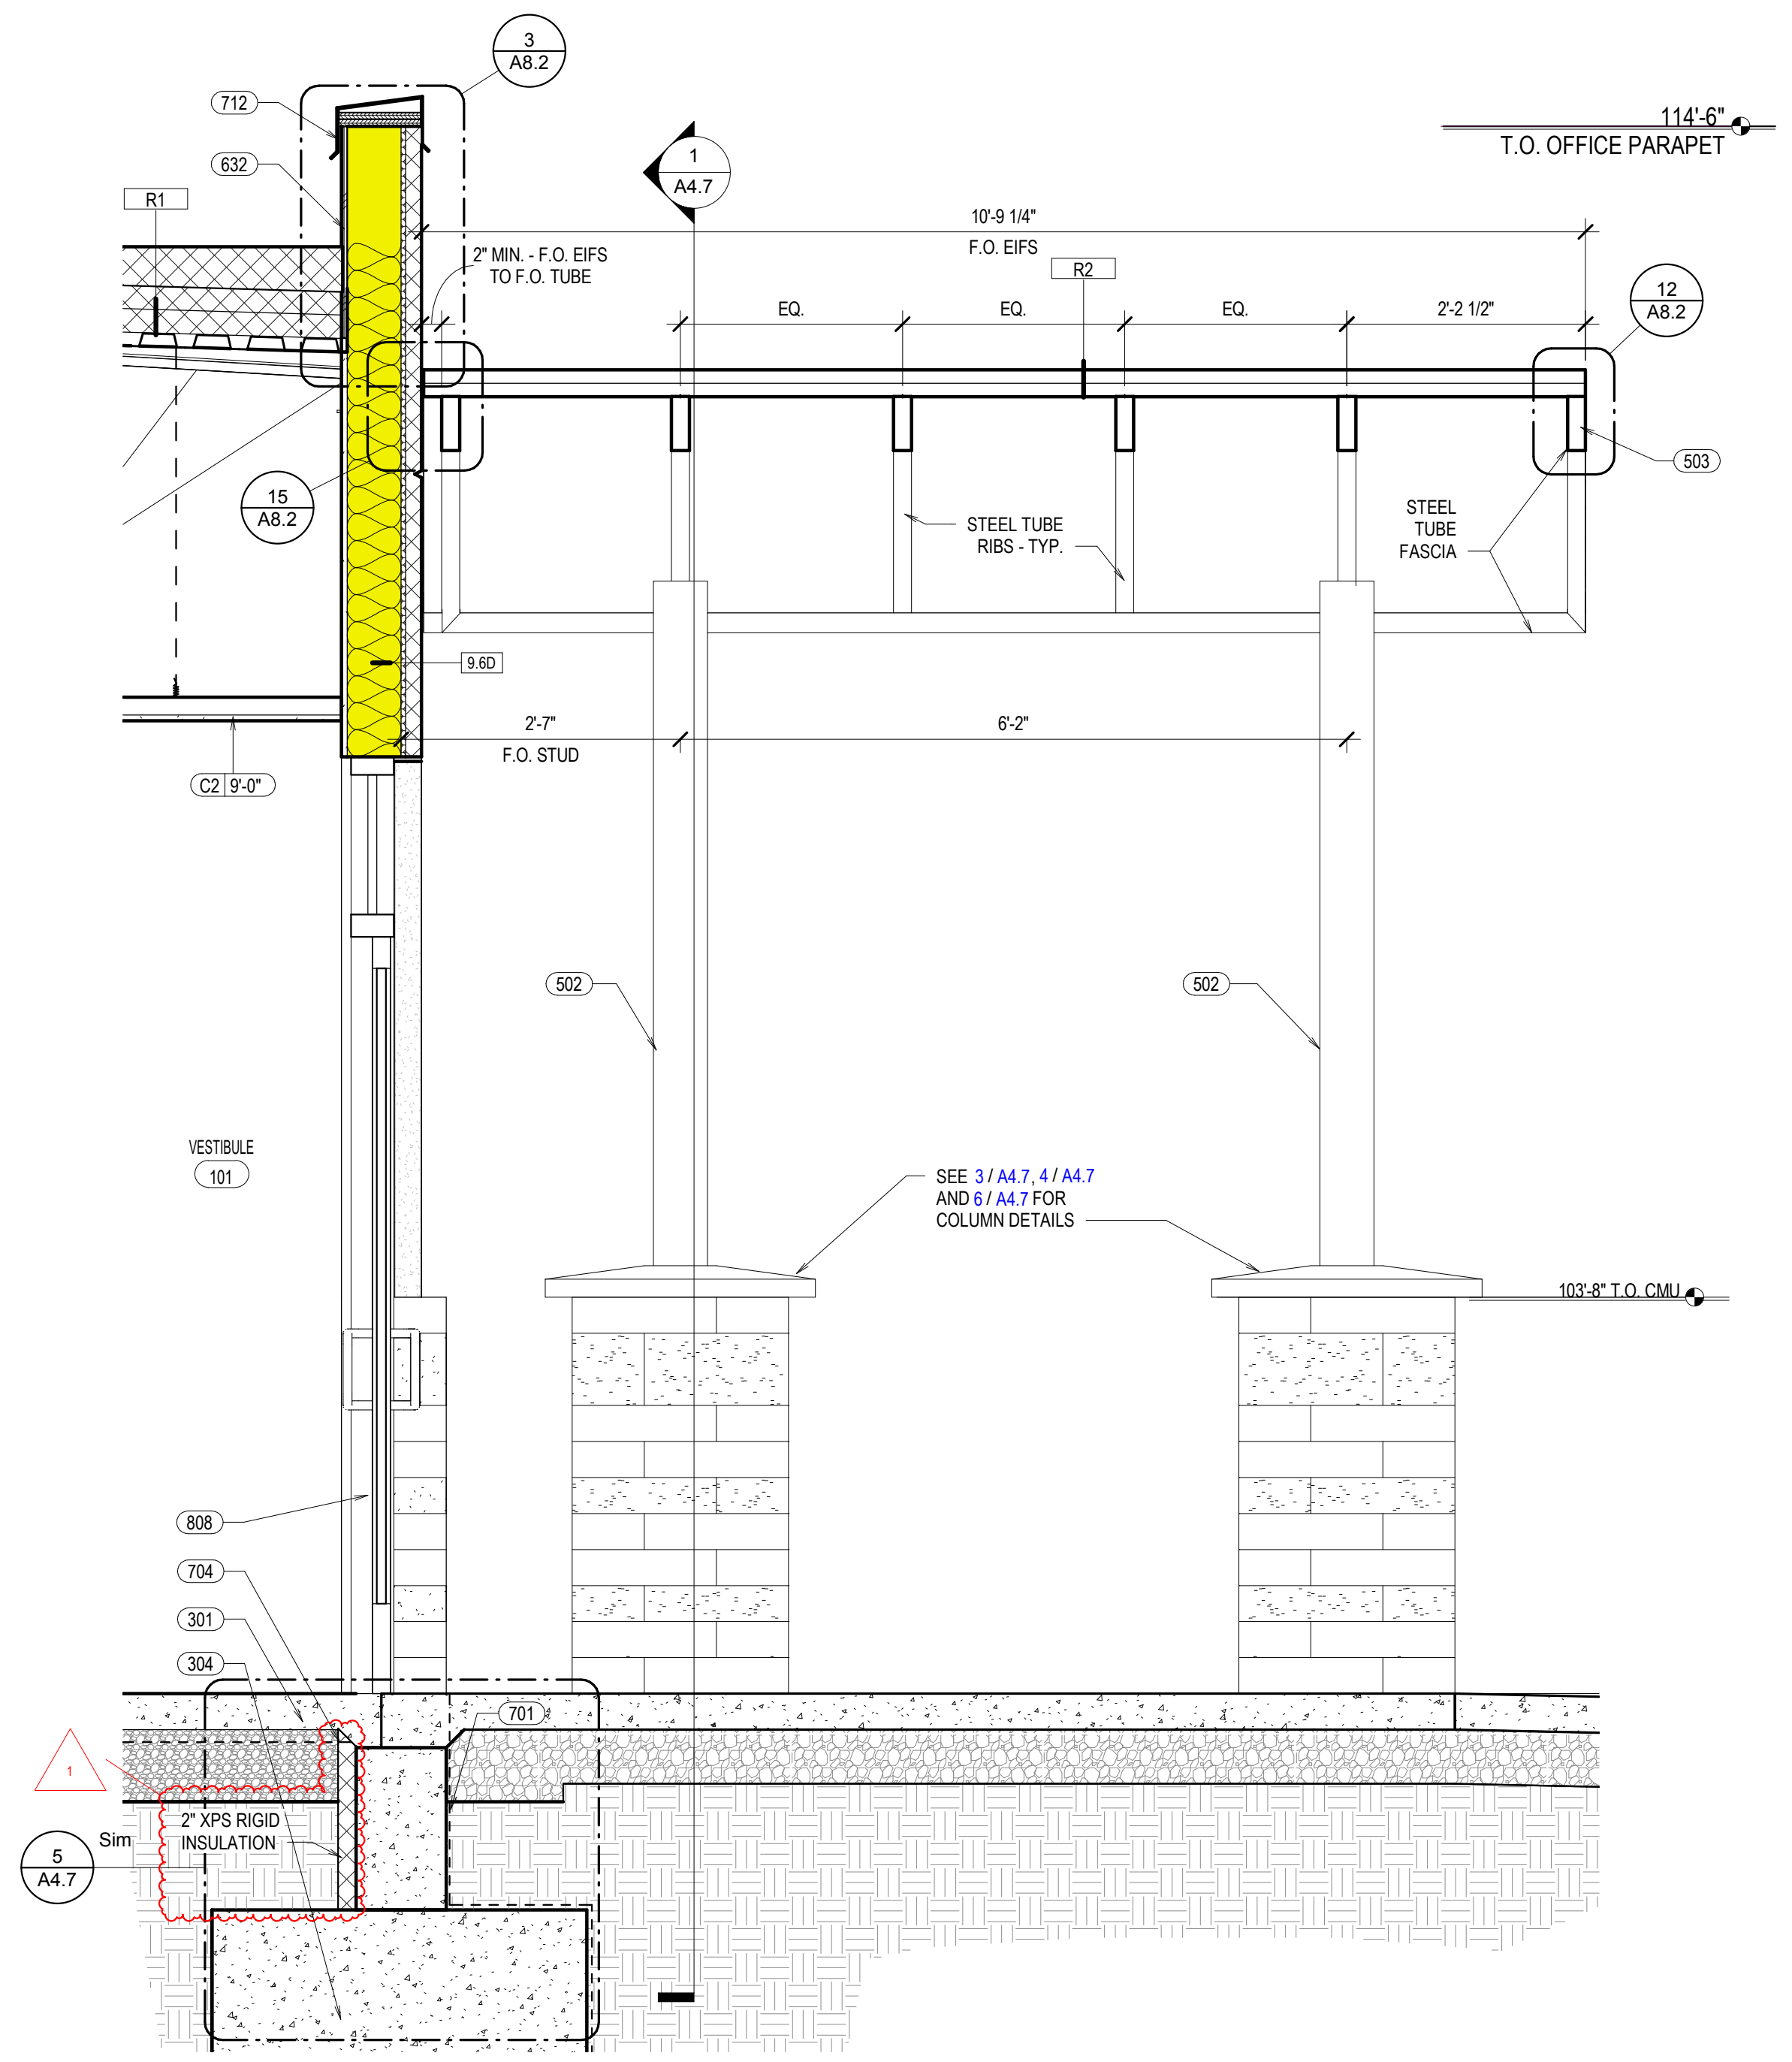 3
A8.2
712
114'-6"
T.O. OFFICE PARAPET
632
1
A4.7
R1
10'-9 1/4"
F.O. EIFS
2" MIN. - F.O. EIFS
TO F.O. TUBE
R2
12
A8.2
EQ.
EQ.
EQ.
2'-2 1/2"
503
15
A8.2
STEEL TUBE
RIBS - TYP.
STEEL
TUBE
FASCIA
9.6D
2'-7"
F.O. STUD
6'-2"
C2 9'-0"
502
502
VESTIBULE
101
SEE 3 / A4.7, 4 / A4.7
AND 6 / A4.7 FOR
COLUMN DETAILS
103'-8" T.O. CMU
808
704
301
304
701
1
2" XPS RIGID
INSULATION
Sim
5
A4.7